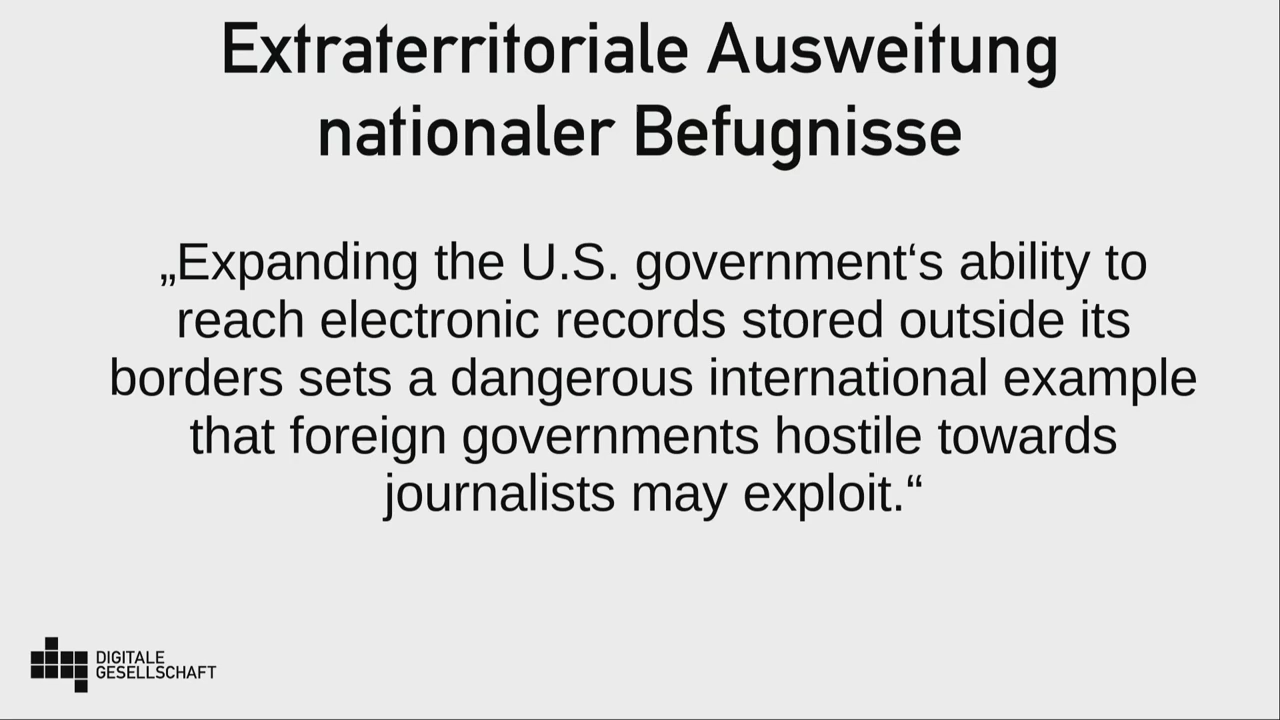 Extraterritoriale Ausweitung
nationaler Befugnisse
„Expanding the U.S. government‘s ability to
reach electronic records stored outside its
borders sets a dangerous international example
that foreign governments hostile towards
journalists may exploit.“
DIGITALE
GESELLSCHAFT